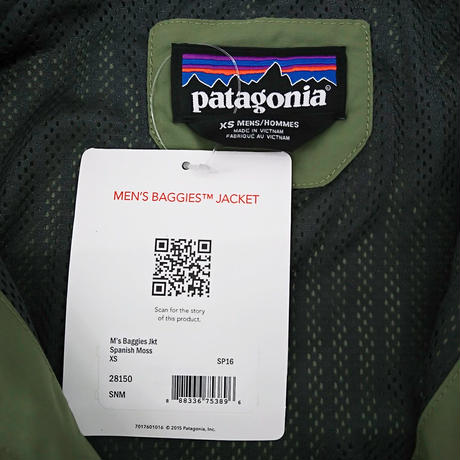 patagonia®
XS MENS/HOMMES
MADE IN VIETNAM
FABRIQUÉ AU VIETNAM
MEN'S BAGGIES™ JACKET
Scan for the story
of this product.
M's Baggies Jkt
Spanish Moss
XS SP16
28150
SNM
8 88336 75389 6
7017601016 © 2015 Patagonia, Inc.